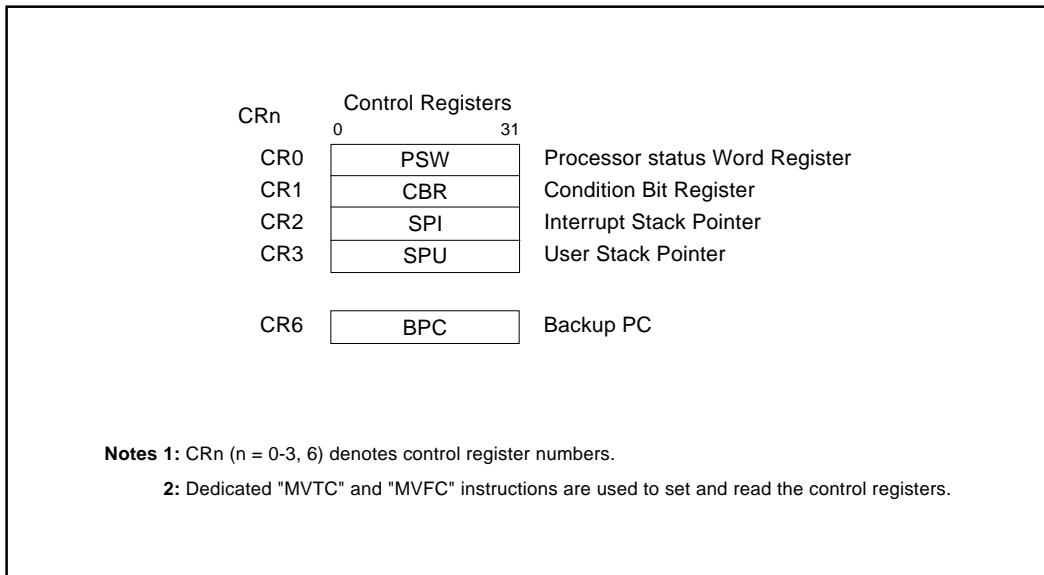 CRn Control Registers
0 31
CR0 PSW Processor status Word Register
CR1 CBR Condition Bit Register
CR2 SPI Interrupt Stack Pointer
CR3 SPU User Stack Pointer
CR6 BPC Backup PC
Notes 1: CRn (n = 0-3, 6) denotes control register numbers.
2: Dedicated "MVTC" and "MVFC" instructions are used to set and read the control registers.